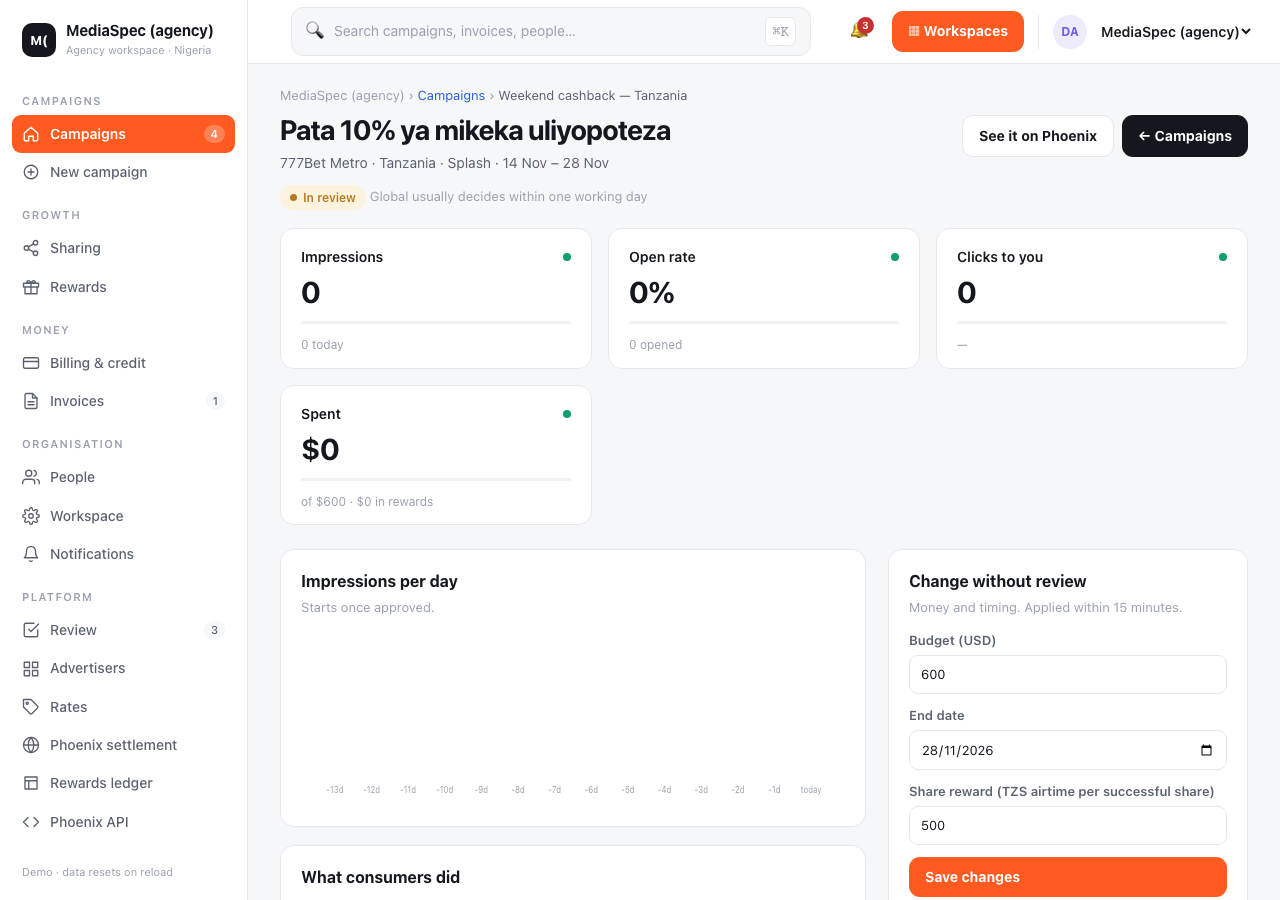 M(
MediaSpec (agency)
Agency workspace · Nigeria
Search campaigns, invoices, people...
⌘K
3
Workspaces
DA
MediaSpec (agency)
CAMPAIGNS
Campaigns
4
New campaign
GROWTH
Sharing
Rewards
MONEY
Billing & credit
Invoices
1
ORGANISATION
People
Workspace
Notifications
PLATFORM
Review
3
Advertisers
Rates
Phoenix settlement
Rewards ledger
Phoenix API
Demo · data resets on reload
MediaSpec (agency) › Campaigns › Weekend cashback — Tanzania
Pata 10% ya mikeka uliyopoteza
777Bet Metro · Tanzania · Splash · 14 Nov – 28 Nov
In review
Global usually decides within one working day
See it on Phoenix
← Campaigns
Impressions
0
0 today
Open rate
0%
0 opened
Clicks to you
0
—
Spent
$0
of $600 · $0 in rewards
Impressions per day
Starts once approved.
-13d -12d -11d -10d -9d -8d -7d -6d -5d -4d -3d -2d -1d today
What consumers did
Change without review
Money and timing. Applied within 15 minutes.
Budget (USD)
600
End date
28/11/2026
Share reward (TZS airtime per successful share)
500
Save changes